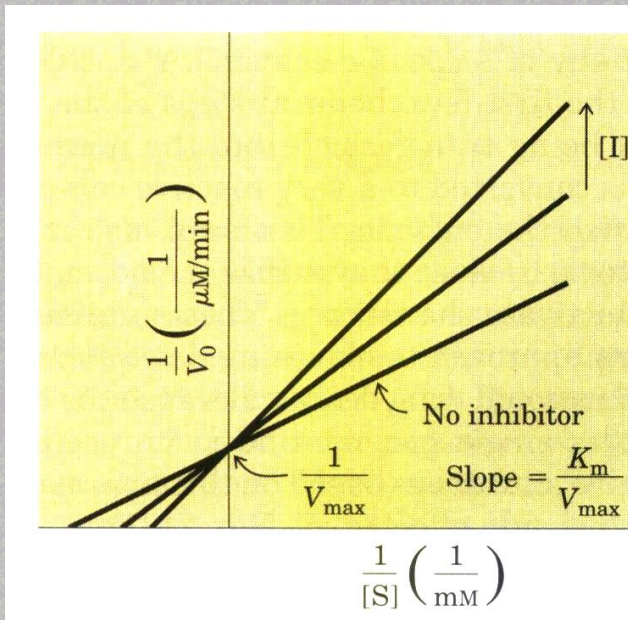 [I]
1/V₀ (1/μM/min)
No inhibitor
1/Vmax
Slope = Km/Vmax
1/[S] (1/mM)